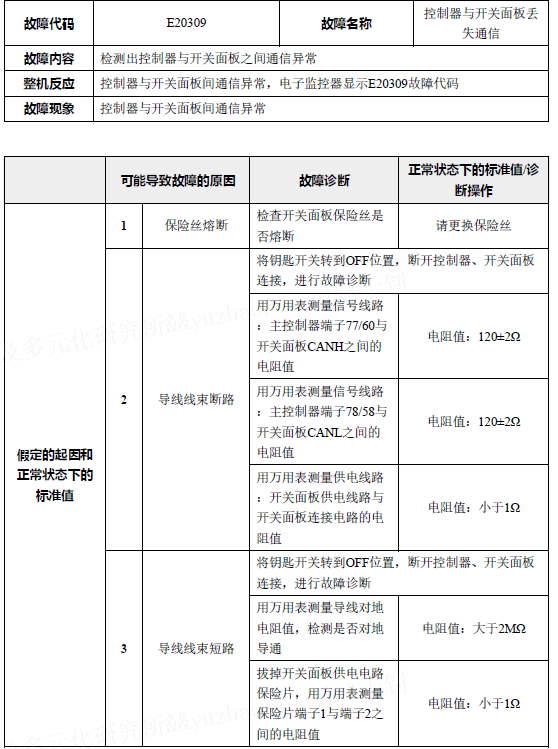 故障代码
E20309
故障名称
控制器与开关面板丢
失通信
故障内容
检测出控制器与开关面板之间通信异常
整机反应
控制器与开关面板间通信异常，电子监控器显示E20309故障代码
故障现象
控制器与开关面板间通信异常
可能导致故障的原因
故障诊断
正常状态下的标准值/诊
断操作
假定的起因和
正常状态下的
标准值
1
保险丝熔断
检查开关面板保险丝是
否熔断
请更换保险丝
2
导线线束断路
将钥匙开关转到OFF位置，断开控制器、开关面板
连接，进行故障诊断
用万用表测量信号线路
：主控制器端子77/60与
开关面板CANH之间的
电阻值
电阻值：120±2Ω
用万用表测量信号线路
：主控制器端子78/58与
开关面板CANL之间的
电阻值
电阻值：120±2Ω
用万用表测量供电线路
：开关面板供电线路与
开关面板连接电路的电
阻值
电阻值：小于1Ω
3
导线线束短路
将钥匙开关转到OFF位置，断开控制器、开关面板
连接，进行故障诊断
用万用表测量导线对地
电阻值，检测是否对地
导通
电阻值：大于2MΩ
拔掉开关面板供电电路
保险片，用万用表测量
保险片端子1与端子2之
间的电阻值
电阻值：小于1Ω